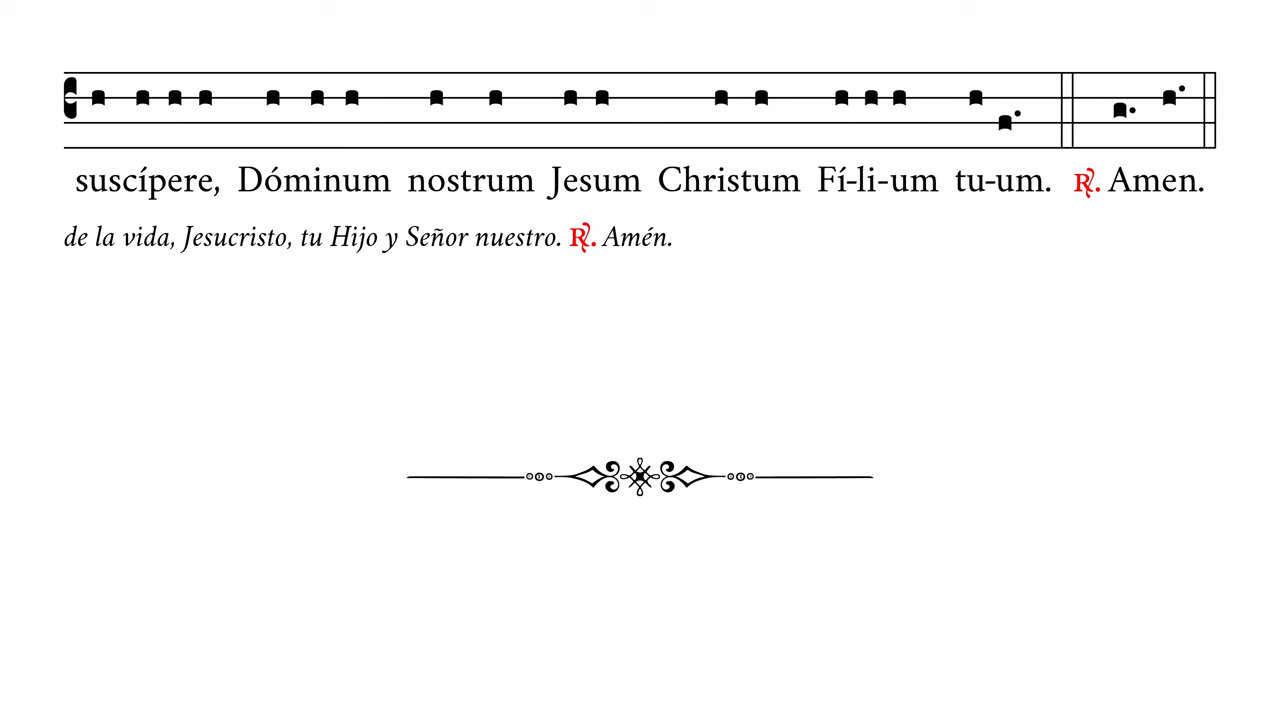 suscípere, Dóminum nostrum Jesum Christum Fí-li-um tu-um. ℟. Amen.
de la vida, Jesucristo, tu Hijo y Señor nuestro. ℟. Amén.